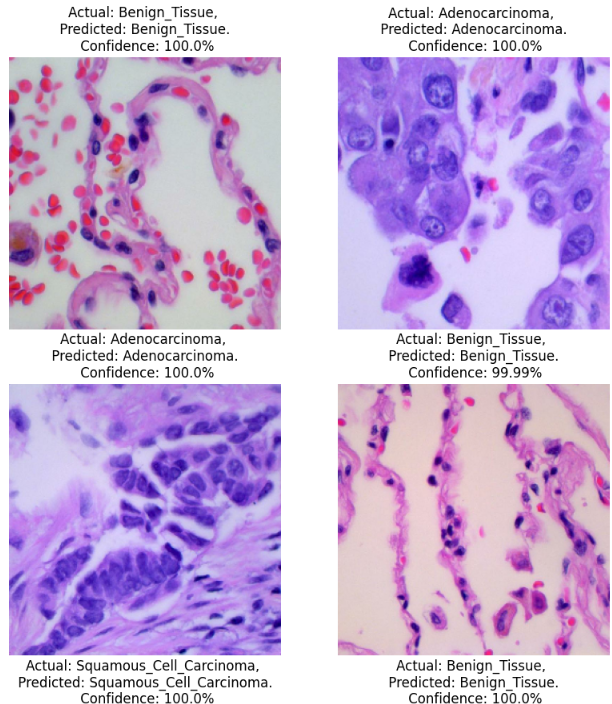 Actual: Benign_Tissue,
Predicted: Benign_Tissue.
Confidence: 100.0%
Actual: Adenocarcinoma,
Predicted: Adenocarcinoma.
Confidence: 100.0%
Actual: Adenocarcinoma,
Predicted: Adenocarcinoma.
Confidence: 100.0%
Actual: Benign_Tissue,
Predicted: Benign_Tissue.
Confidence: 99.99%
Actual: Squamous_Cell_Carcinoma,
Predicted: Squamous_Cell_Carcinoma.
Confidence: 100.0%
Actual: Benign_Tissue,
Predicted: Benign_Tissue.
Confidence: 100.0%